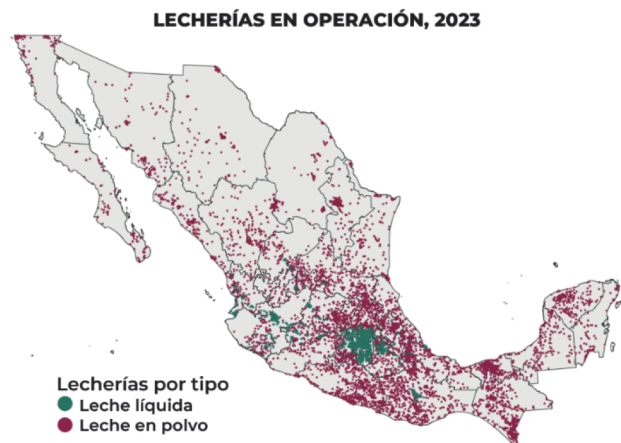 LECHERÍAS EN OPERACIÓN, 2023
Lecherías por tipo
Leche líquida
Leche en polvo